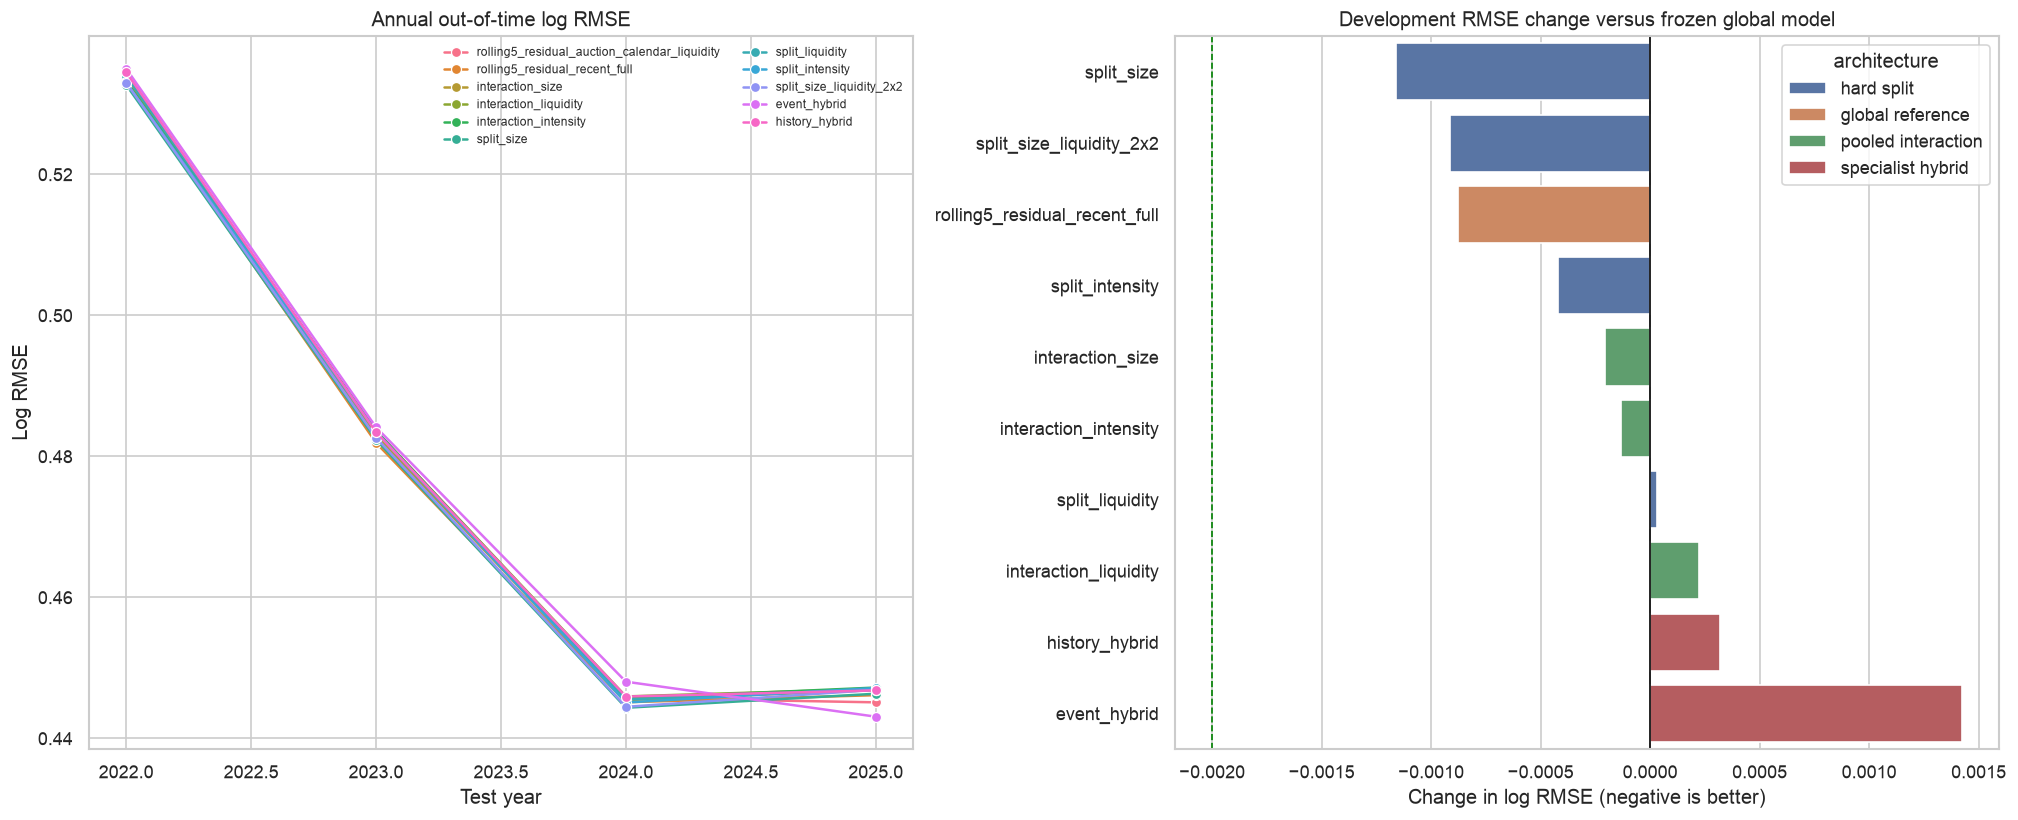 Annual out-of-time log RMSE
rolling5_residual_auction_calendar_liquidity
rolling5_residual_recent_full
interaction_size
interaction_liquidity
interaction_intensity
split_size
split_liquidity
split_intensity
split_size_liquidity_2x2
event_hybrid
history_hybrid
Log RMSE
0.52
0.50
0.48
0.46
0.44
2022.0 2022.5 2023.0 2023.5 2024.0 2024.5 2025.0
Test year
Development RMSE change versus frozen global model
architecture
hard split
global reference
pooled interaction
specialist hybrid
split_size
split_size_liquidity_2x2
rolling5_residual_recent_full
split_intensity
interaction_size
interaction_intensity
split_liquidity
interaction_liquidity
history_hybrid
event_hybrid
−0.0020 −0.0015 −0.0010 −0.0005 0.0000 0.0005 0.0010 0.0015
Change in log RMSE (negative is better)